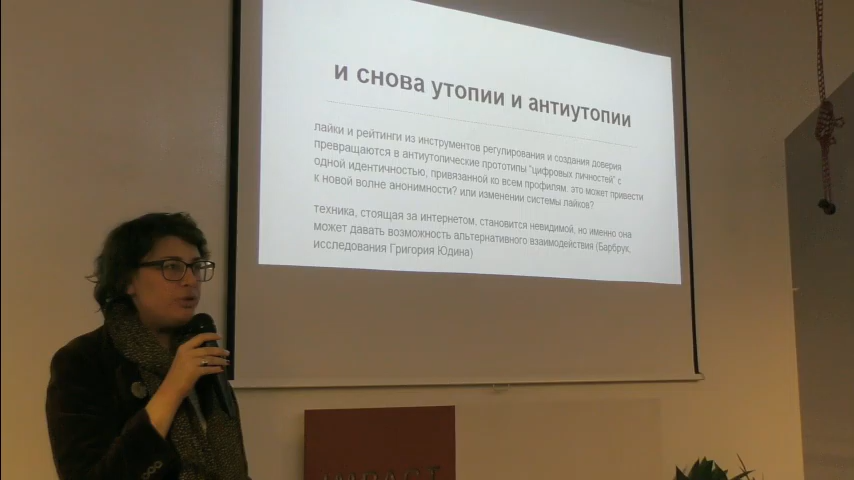 и снова утопии и антиутопии
лайки и рейтинги из инструментов регулирования и создания доверия
превращаются в антиутопические прототипы "цифровых личностей" с
одной идентичностью, привязанной ко всем профилям. это может привести
к новой волне анонимности? или изменении системы лайков?
техника, стоящая за интернетом, становится невидимой, но именно она
может давать возможность альтернативного взаимодействия (Барбрук,
исследования Григория Юдина)
IMPACT